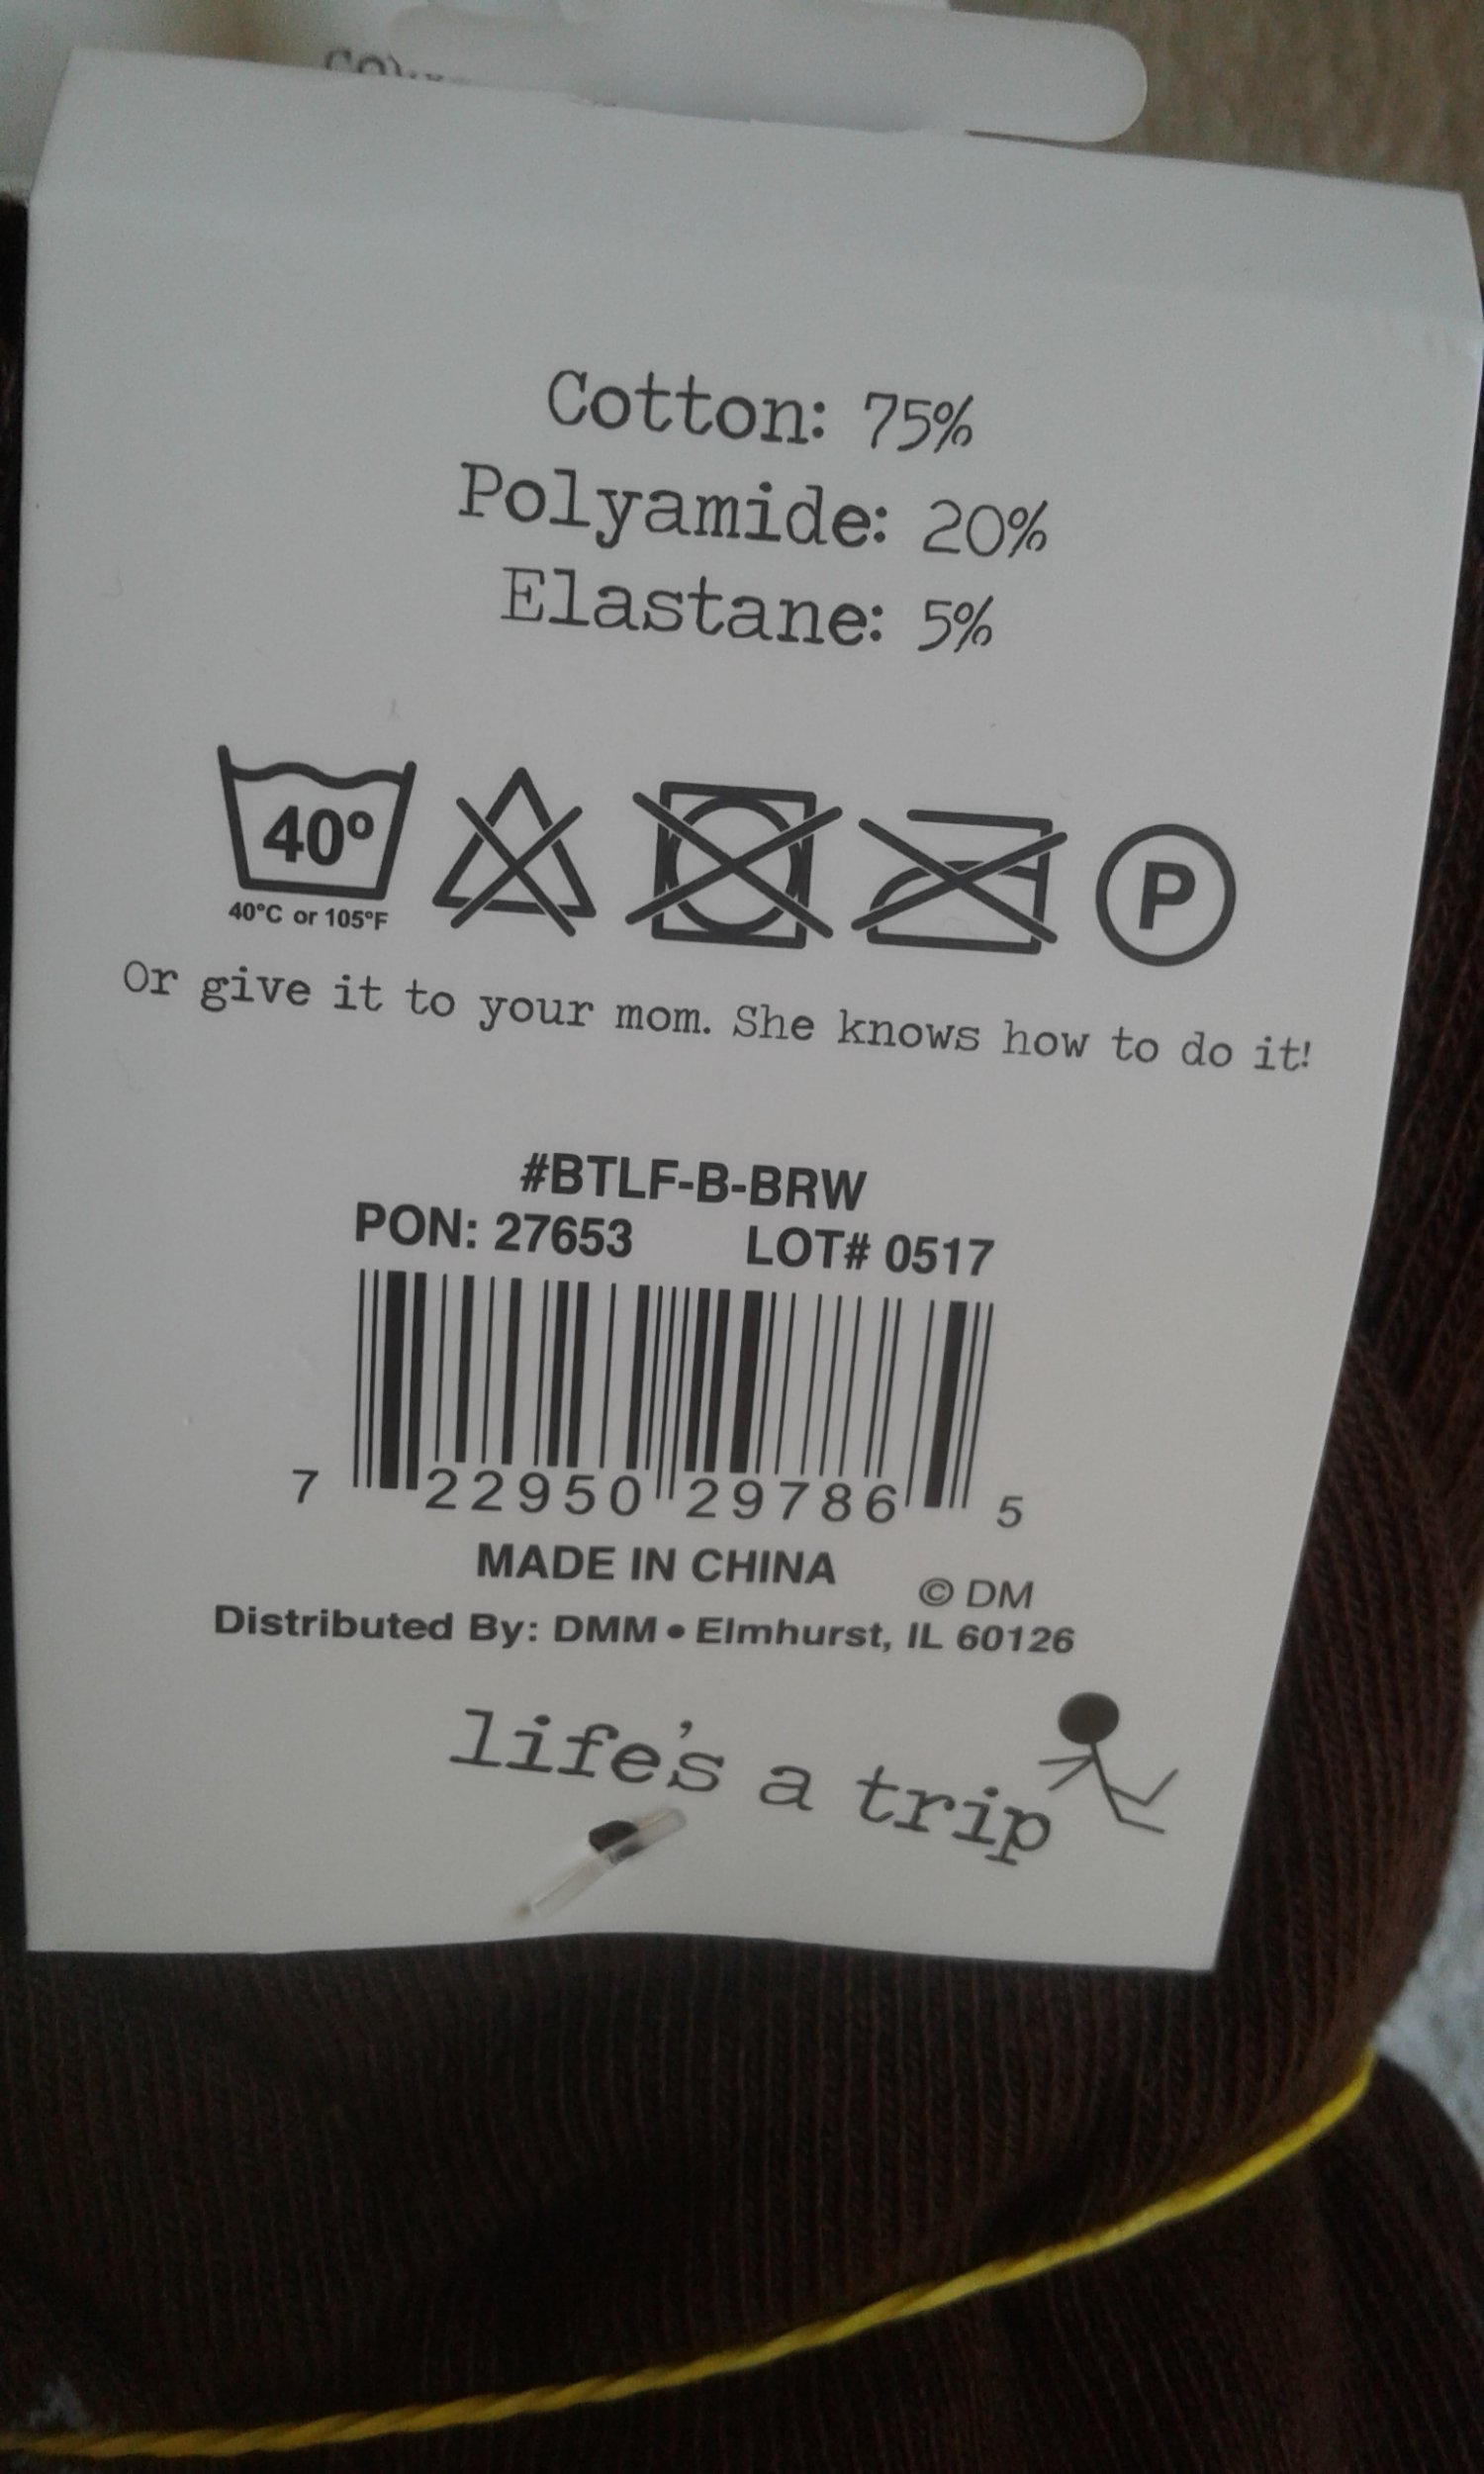 Cotton: 75%
Polyamide: 20%
Elastane: 5%
40º
P
40°C or 105°F
Or give it to your mom. She knows how to do it!
#BTLF-B-BRW
PON: 27653 LOT# 0517
7 22950 29786 5
MADE IN CHINA © DM
Distributed By: DMM • Elmhurst, IL 60126
life's a trip